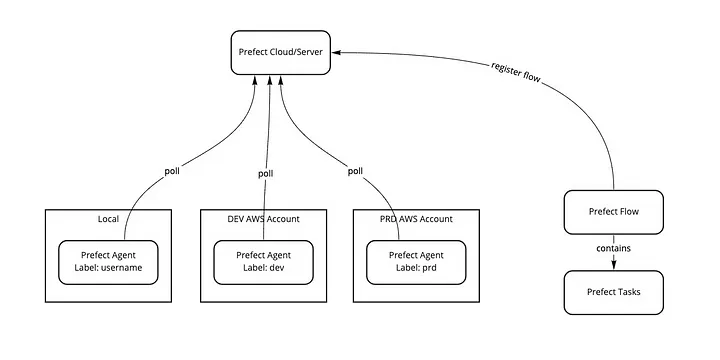 Prefect Cloud/Server
register flow
poll
poll
poll
Local
DEV AWS Account
PRD AWS Account
Prefect Agent
Label: username
Prefect Agent
Label: dev
Prefect Agent
Label: prd
Prefect Flow
contains
Prefect Tasks